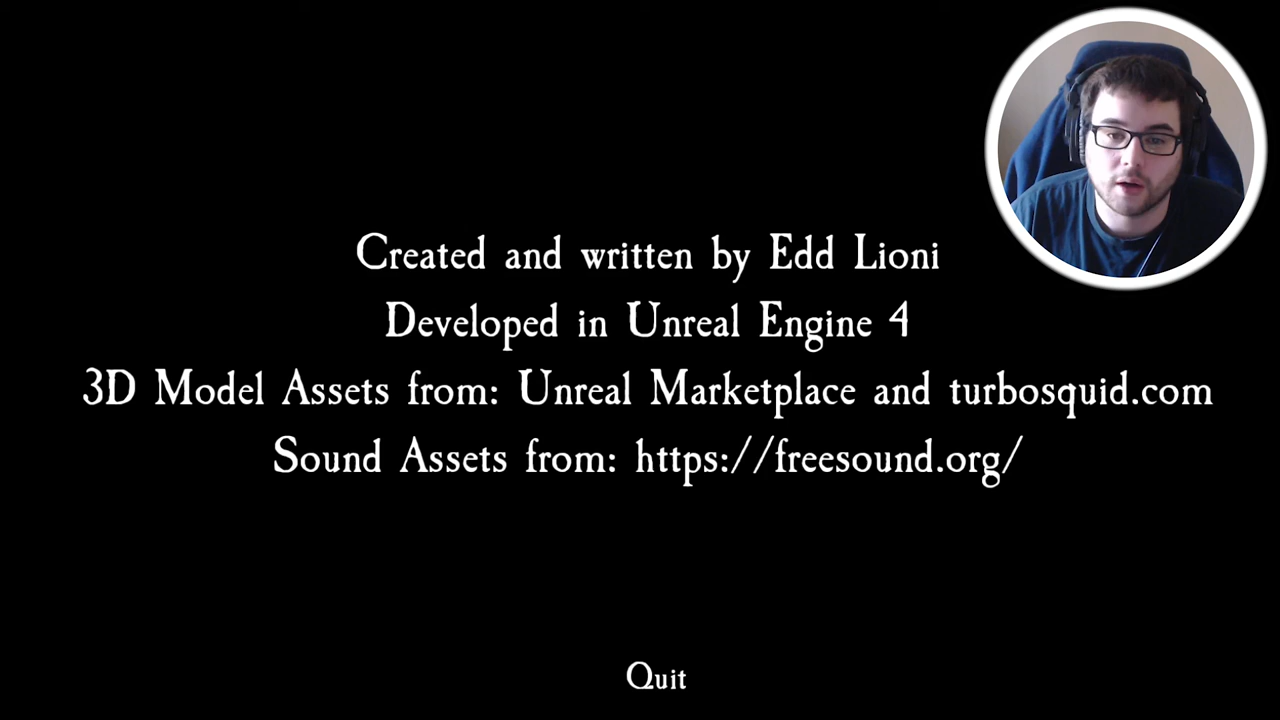 Created and written by Edd Lioni
Developed in Unreal Engine 4
3D Model Assets from: Unreal Marketplace and turbosquid.com
Sound Assets from: https://freesound.org/
Quit